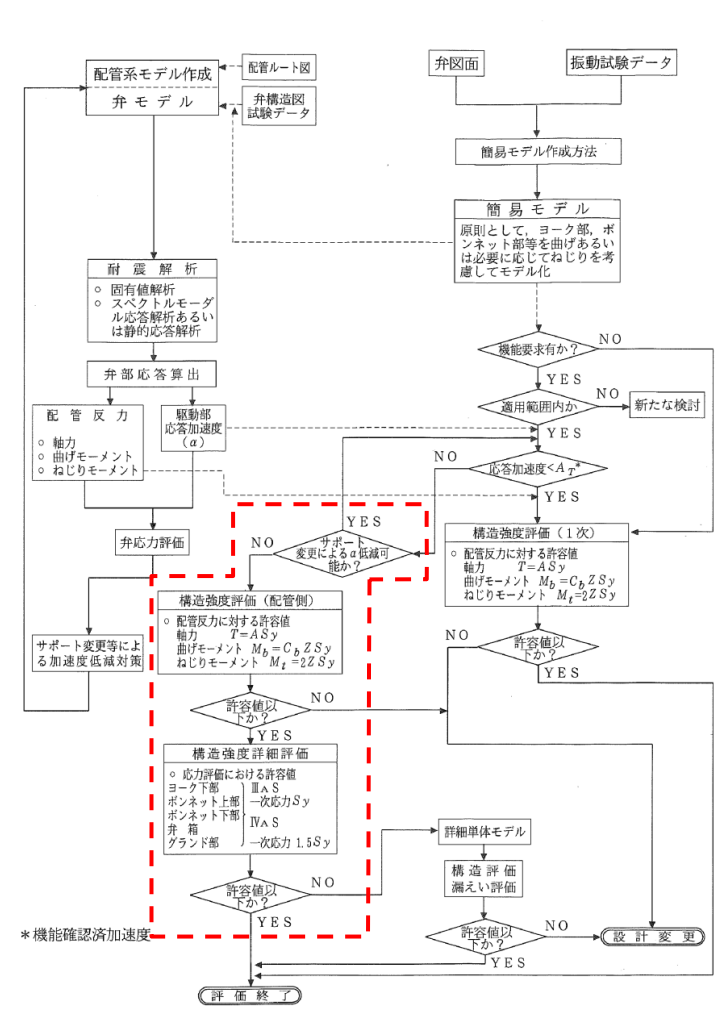 配管系モデル作成
弁モデル
配管ルート図
弁構造図
試験データ
弁図面
振動試験データ
簡易モデル作成方法
簡易モデル
原則として，ヨーク部，ボ
ンネット部等を曲げあるい
は必要に応じてねじりを考
慮してモデル化
耐震解析
○ 固有値解析
○ スペクトルモーダ
ル応答解析あるい
は静的応答解析
弁部応答算出
配管反力
○ 軸力
○ 曲げモーメント
○ ねじりモーメント
駆動部
応答加速度
(α)
弁応力評価
サポート変更等によ
る加速度低減対策
機能要求有か？
NO
YES
適用範囲内か
NO
新たな検討
YES
応答加速度<A_T*
NO
YES
サポート
変更によるα低減可
能か？
YES
NO
構造強度評価（1次）
○ 配管反力に対する許容値
軸力 T=ASy
曲げモーメント M_b=C_b ZSy
ねじりモーメント M_t=2ZSy
許容値以
下か？
NO
YES
構造強度評価（配管側）
○ 配管反力に対する許容値
軸力 T=ASy
曲げモーメント M_b=C_b ZSy
ねじりモーメント M_t=2ZSy
許容値以
下か？
NO
YES
構造強度詳細評価
○ 応力評価における許容値
ヨーク下部 ⅢAS
ボンネット上部 一次応力Sy
ボンネット下部
弁箱 ⅣAS
グランド部 一次応力 1.5Sy
許容値以
下か？
NO
YES
詳細単体モデル
構造評価
漏えい評価
許容値以
下か？
NO
YES
設計変更
評価終了
＊機能確認済加速度